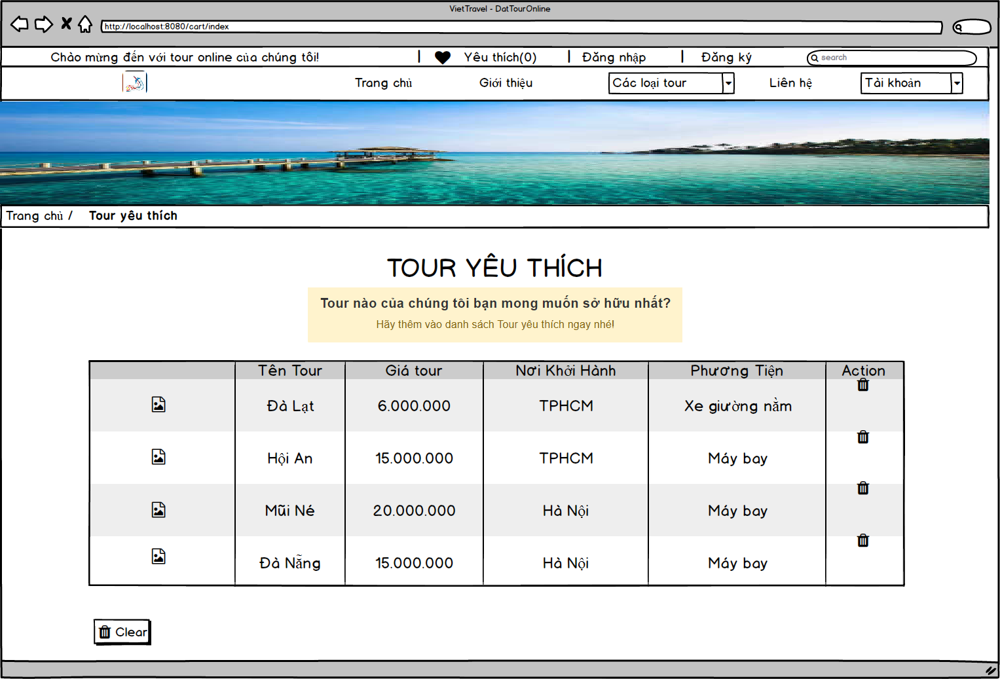 VietTravel - DatTourOnline
http://localhost:8080/cart/index
Chào mừng đến với tour online của chúng tôi! | Yêu thích(0) | Đăng nhập | Đăng ký search
Trang chủ Giới thiệu Các loại tour Liên hệ Tài khoản
Trang chủ / Tour yêu thích
TOUR YÊU THÍCH
Tour nào của chúng tôi bạn mong muốn sở hữu nhất?
Hãy thêm vào danh sách Tour yêu thích ngay nhé!
Tên Tour Giá tour Nơi Khởi Hành Phương Tiện Action
Đà Lạt 6.000.000 TPHCM Xe giường nằm
Hội An 15.000.000 TPHCM Máy bay
Mũi Né 20.000.000 Hà Nội Máy bay
Đà Nẵng 15.000.000 Hà Nội Máy bay
Clear